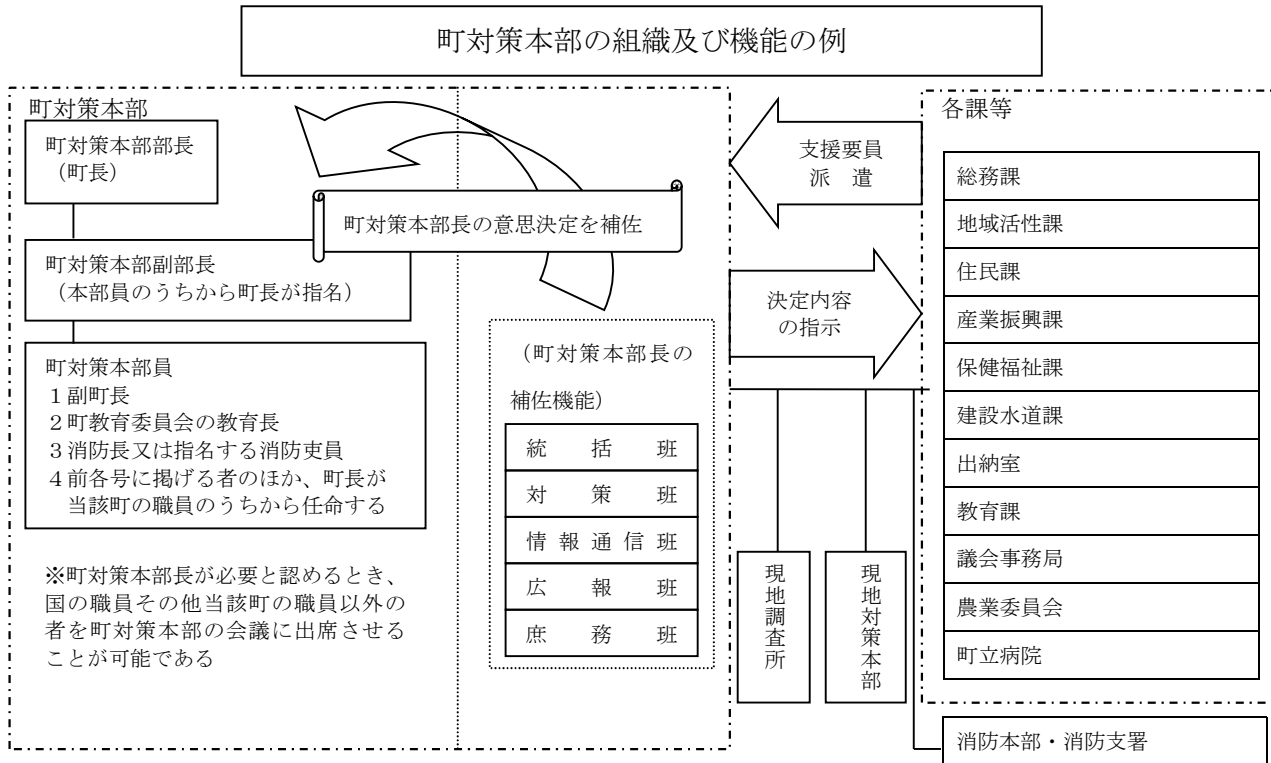 町対策本部の組織及び機能の例
町対策本部
町対策本部部長
（町長）
町対策本部副部長
（本部員のうちから町長が指名）
町対策本部員
１副町長
２町教育委員会の教育長
３消防長又は指名する消防吏員
４前各号に掲げる者のほか、町長が
当該町の職員のうちから任命する
※町対策本部長が必要と認めるとき、
国の職員その他当該町の職員以外の
者を町対策本部の会議に出席させる
ことが可能である
町対策本部長の意思決定を補佐
（町対策本部長の
補佐機能）
統括班
対策班
情報通信班
広報班
庶務班
支援要員
派　遣
決定内容
の指示
現地調査所
現地対策本部
各課等
総務課
地域活性課
住民課
産業振興課
保健福祉課
建設水道課
出納室
教育課
議会事務局
農業委員会
町立病院
消防本部・消防支署